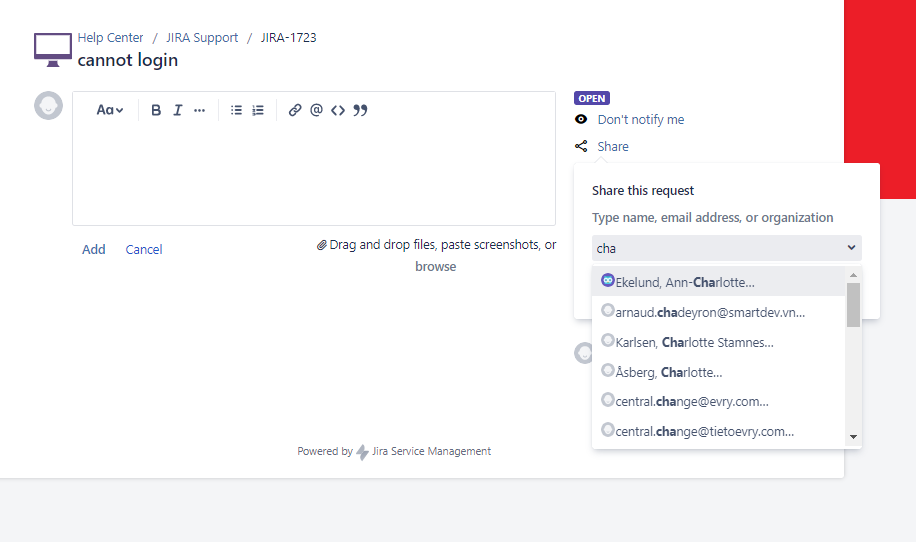 Help Center / JIRA Support / JIRA-1723
cannot login
Aa B I ... @ <> ”
Add Cancel
Drag and drop files, paste screenshots, or
browse
OPEN
Don't notify me
Share
Share this request
Type name, email address, or organization
cha
Ekelund, Ann-Charlotte...
arnaud.chadeyron@smartdev.vn...
Karlsen, Charlotte Stamnes...
Åsberg, Charlotte...
central.change@evry.com...
central.change@tietoevry.com...
Powered by Jira Service Management